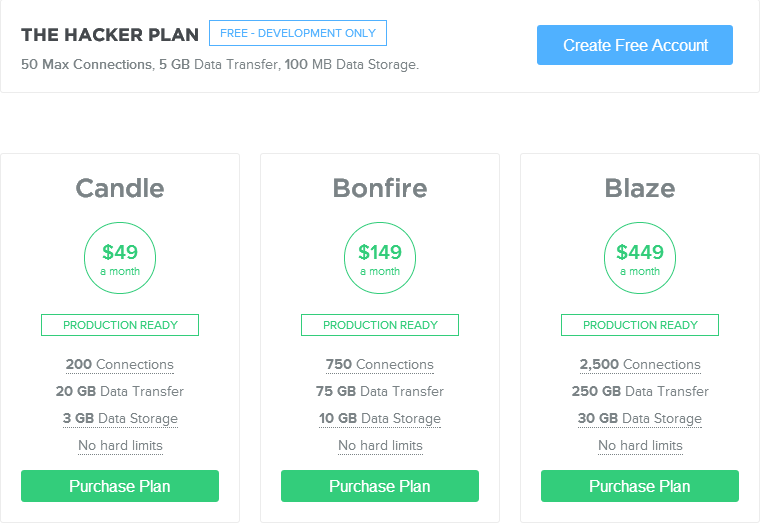 THE HACKER PLAN FREE - DEVELOPMENT ONLY
50 Max Connections, 5 GB Data Transfer, 100 MB Data Storage.
Create Free Account
Candle
$49
a month
PRODUCTION READY
200 Connections
20 GB Data Transfer
3 GB Data Storage
No hard limits
Purchase Plan
Bonfire
$149
a month
PRODUCTION READY
750 Connections
75 GB Data Transfer
10 GB Data Storage
No hard limits
Purchase Plan
Blaze
$449
a month
PRODUCTION READY
2,500 Connections
250 GB Data Transfer
30 GB Data Storage
No hard limits
Purchase Plan